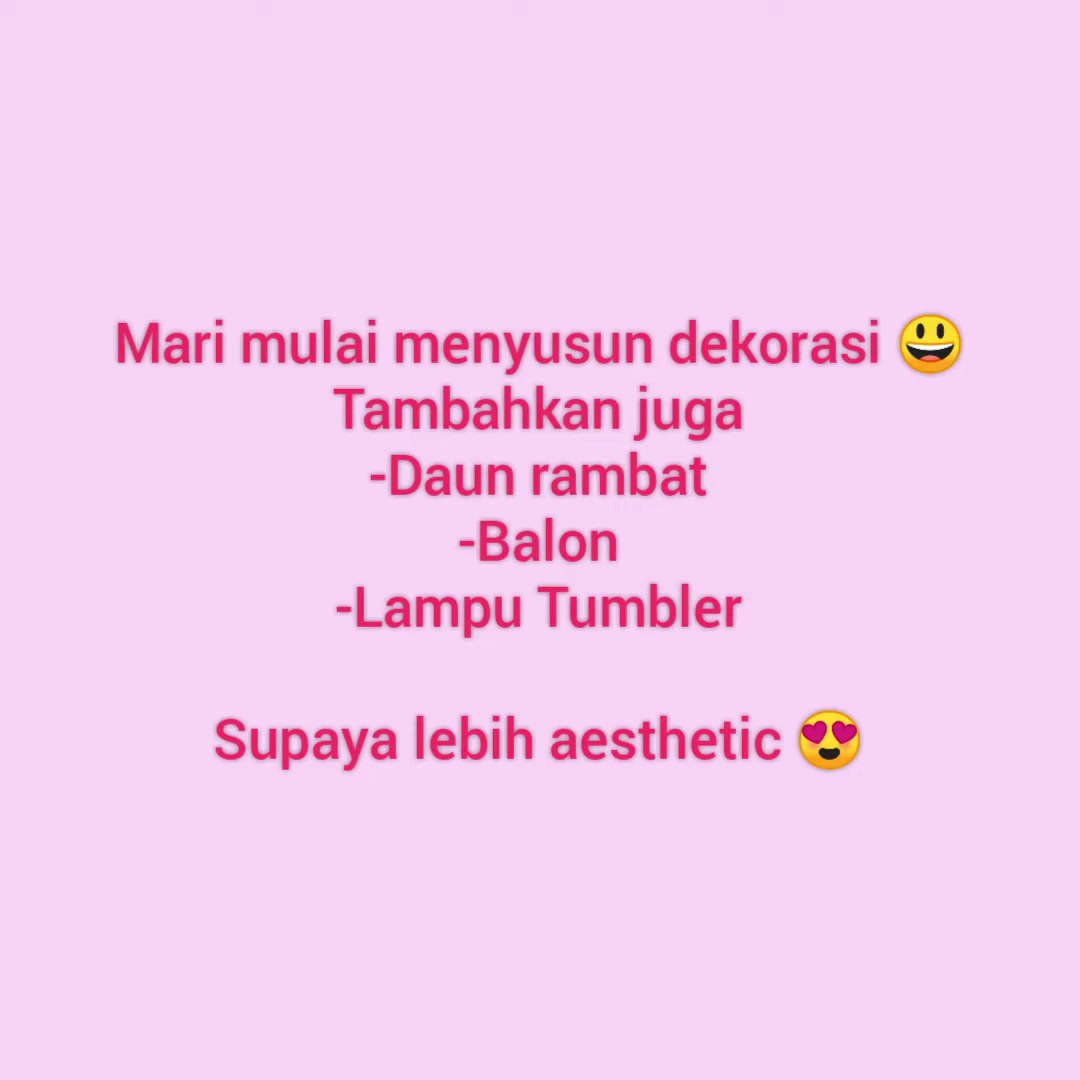 Mari mulai menyusun dekorasi 😃
Tambahkan juga
-Daun rambat
-Balon
-Lampu Tumbler
Supaya lebih aesthetic 😍